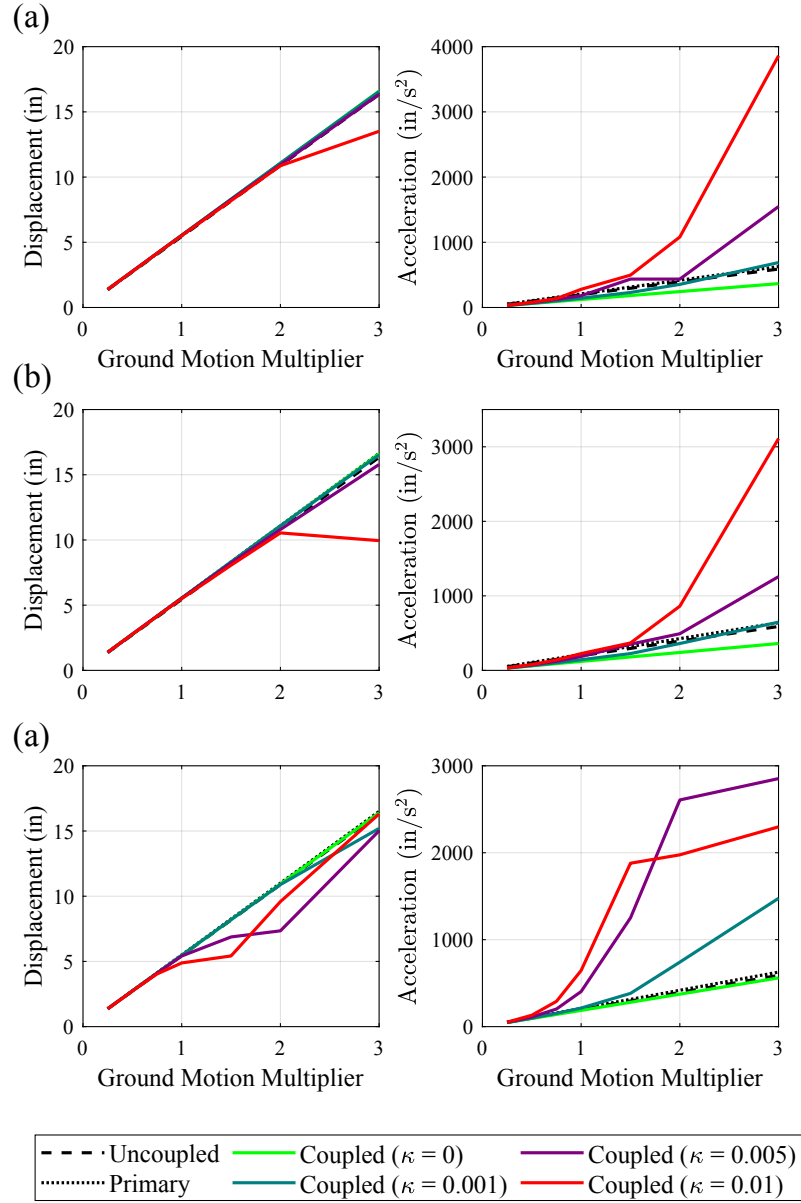 (a)
20
15
10
5
0
Displacement (in)
0
1
2
3
Ground Motion Multiplier
4000
3000
2000
1000
0
Acceleration (in/s²)
0
1
2
3
Ground Motion Multiplier
(b)
20
15
10
5
0
Displacement (in)
0
1
2
3
3000
2000
1000
0
Acceleration (in/s²)
0
1
2
3
(a)
20
15
10
5
0
Displacement (in)
0
1
2
3
Ground Motion Multiplier
3000
2000
1000
0
Acceleration (in/s²)
0
1
2
3
Ground Motion Multiplier
Uncoupled
Primary
Coupled (κ = 0)
Coupled (κ = 0.001)
Coupled (κ = 0.005)
Coupled (κ = 0.01)